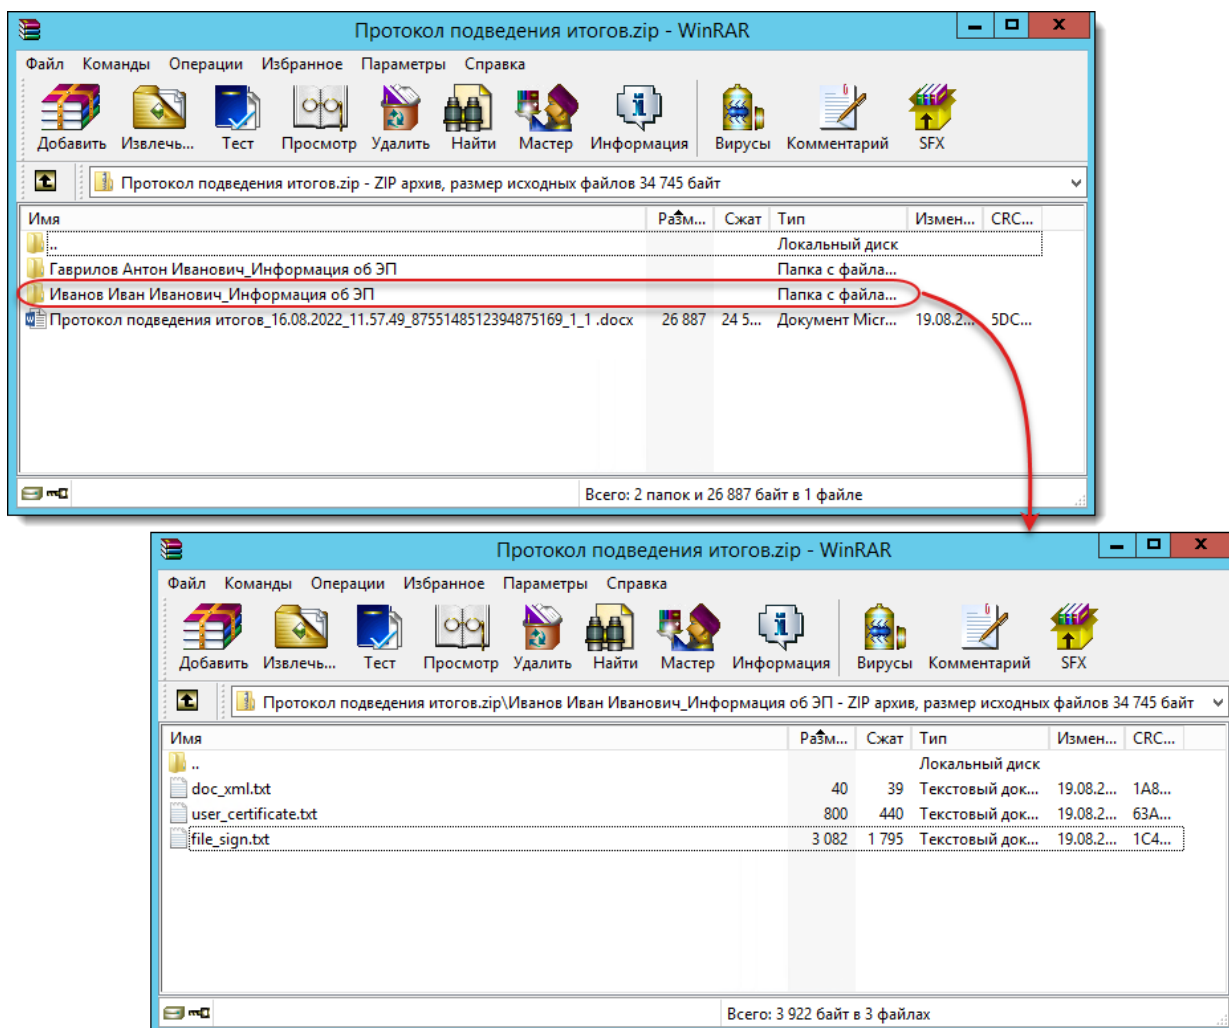 Протокол подведения итогов.zip - WinRAR
Файл Команды Операции Избранное Параметры Справка
Добавить Извлечь... Тест Просмотр Удалить Найти Мастер Информация Вирусы Комментарий SFX
Протокол подведения итогов.zip - ZIP архив, размер исходных файлов 34 745 байт
Имя Разм... Сжат Тип Измен... CRC...
.. Локальный диск
Гаврилов Антон Иванович_Информация об ЭП Папка с файла...
Иванов Иван Иванович_Информация об ЭП Папка с файла...
Протокол подведения итогов_16.08.2022_11.57.49_8755148512394875169_1_1 .docx 26 887 24 5... Документ Micr... 19.08.2... 5DC...
Всего: 2 папок и 26 887 байт в 1 файле
Протокол подведения итогов.zip - WinRAR
Файл Команды Операции Избранное Параметры Справка
Добавить Извлечь... Тест Просмотр Удалить Найти Мастер Информация Вирусы Комментарий SFX
Протокол подведения итогов.zip\Иванов Иван Иванович_Информация об ЭП - ZIP архив, размер исходных файлов 34 745 байт
Имя Разм... Сжат Тип Измен... CRC...
.. Локальный диск
doc_xml.txt 40 39 Текстовый док... 19.08.2... 1A8...
user_certificate.txt 800 440 Текстовый док... 19.08.2... 63A...
file_sign.txt 3 082 1 795 Текстовый док... 19.08.2... 1C4...
Всего: 3 922 байт в 3 файлах